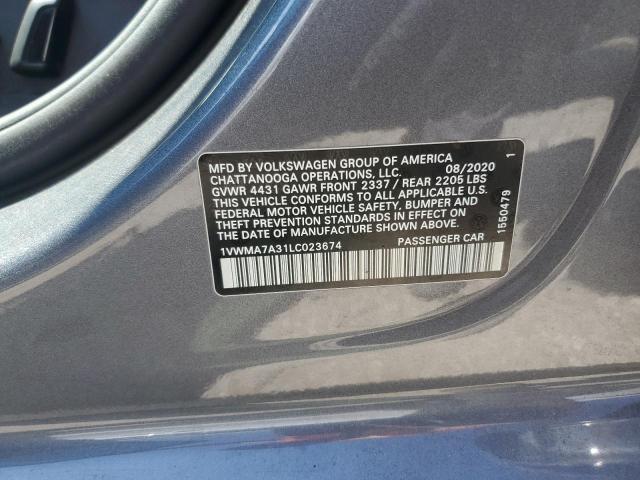 MFD BY VOLKSWAGEN GROUP OF AMERICA
CHATTANOOGA OPERATIONS, LLC. 08/2020 1
GVWR 4431 GAWR FRONT 2337 / REAR 2205 LBS
THIS VEHICLE CONFORMS TO ALL APPLICABLE U.S.
FEDERAL MOTOR VEHICLE SAFETY, BUMPER AND
THEFT PREVENTION STANDARDS IN EFFECT ON
THE DATE OF MANUFACTURE SHOWN ABOVE.
1VWMA7A31LC023674 PASSENGER CAR
1550479